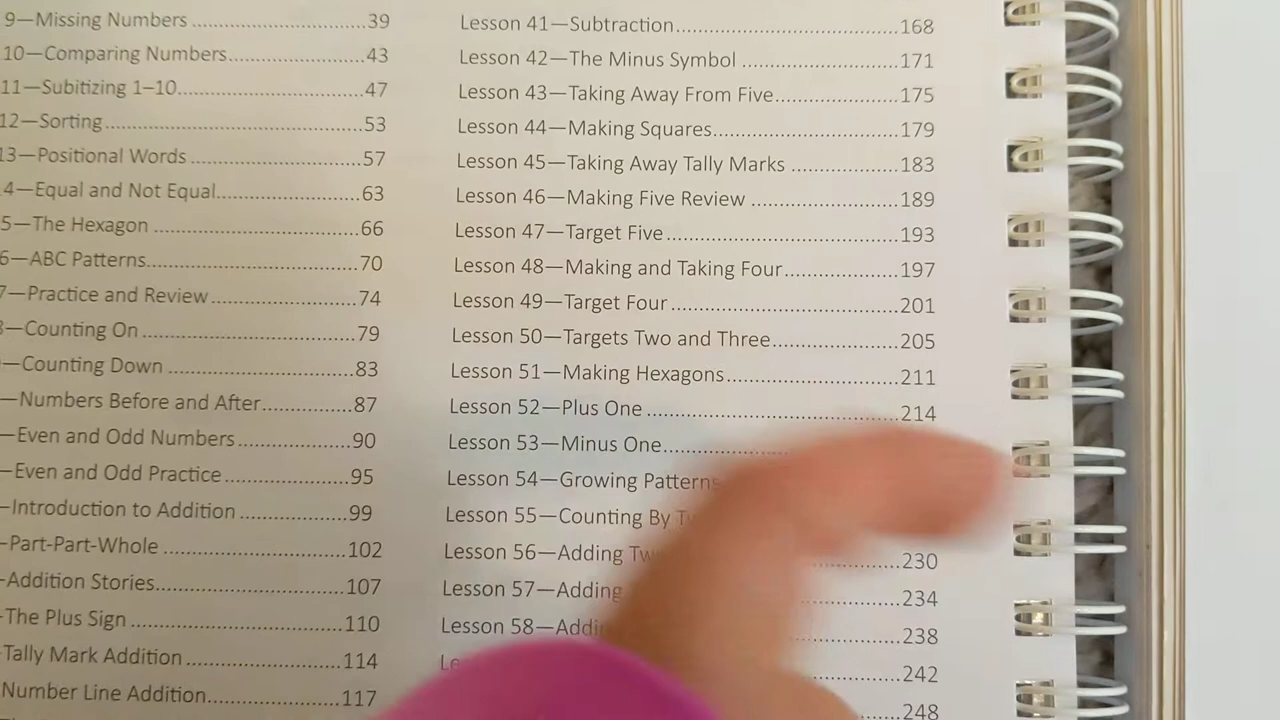 9—Missing Numbers ..............................39
10—Comparing Numbers.......................43
11—Subitizing 1–10................................47
12—Sorting.............................................53
13—Positional Words ..............................57
4—Equal and Not Equal.........................63
5—The Hexagon ....................................66
6—ABC Patterns.....................................70
7—Practice and Review .........................74
—Counting On .....................................79
—Counting Down .................................83
—Numbers Before and After.................87
—Even and Odd Numbers ....................90
—Even and Odd Practice ......................95
—Introduction to Addition ...................99
-Part-Part-Whole ...............................102
-Addition Stories.................................107
-The Plus Sign ....................................110
Tally Mark Addition ...........................114
Number Line Addition........................117
Lesson 41—Subtraction....................................168
Lesson 42—The Minus Symbol .........................171
Lesson 43—Taking Away From Five....................175
Lesson 44—Making Squares..............................179
Lesson 45—Taking Away Tally Marks .................183
Lesson 46—Making Five Review ........................189
Lesson 47—Target Five......................................193
Lesson 48—Making and Taking Four...................197
Lesson 49—Target Four .....................................201
Lesson 50—Targets Two and Three.....................205
Lesson 51—Making Hexagons............................211
Lesson 52—Plus One .........................................214
Lesson 53—Minus One......................
Lesson 54—Growing Patterns
Lesson 55—Counting By
Lesson 56—Adding ..............230
Lesson 57—Adding ................234
Lesson 58— ................238
................242
........248